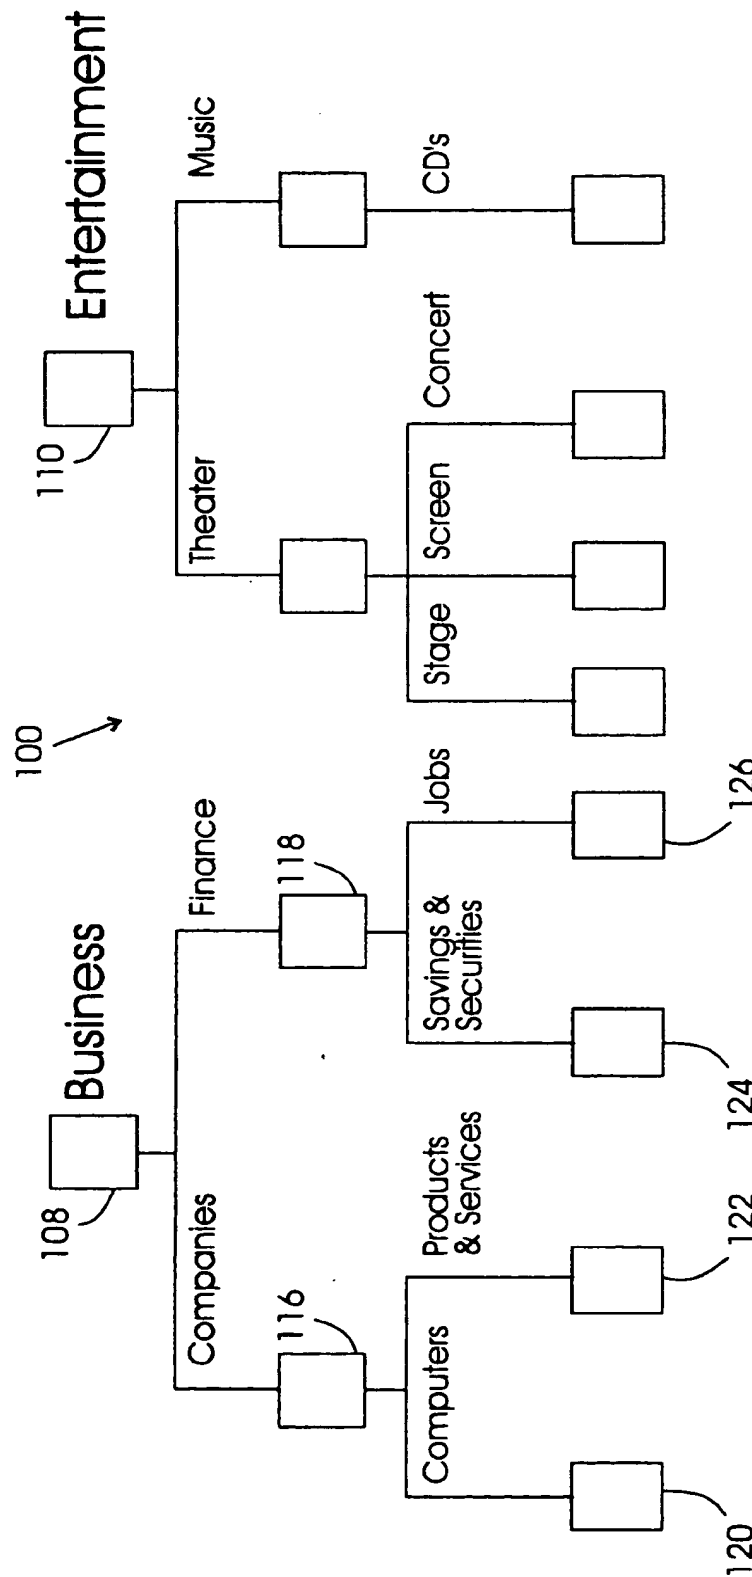 100
Business
Entertainment
108
110
Companies
Finance
Theater
Music
116
118
Computers
Products
& Services
Savings &
Securities
Jobs
Stage
Screen
Concert
CD's
120
122
124
126